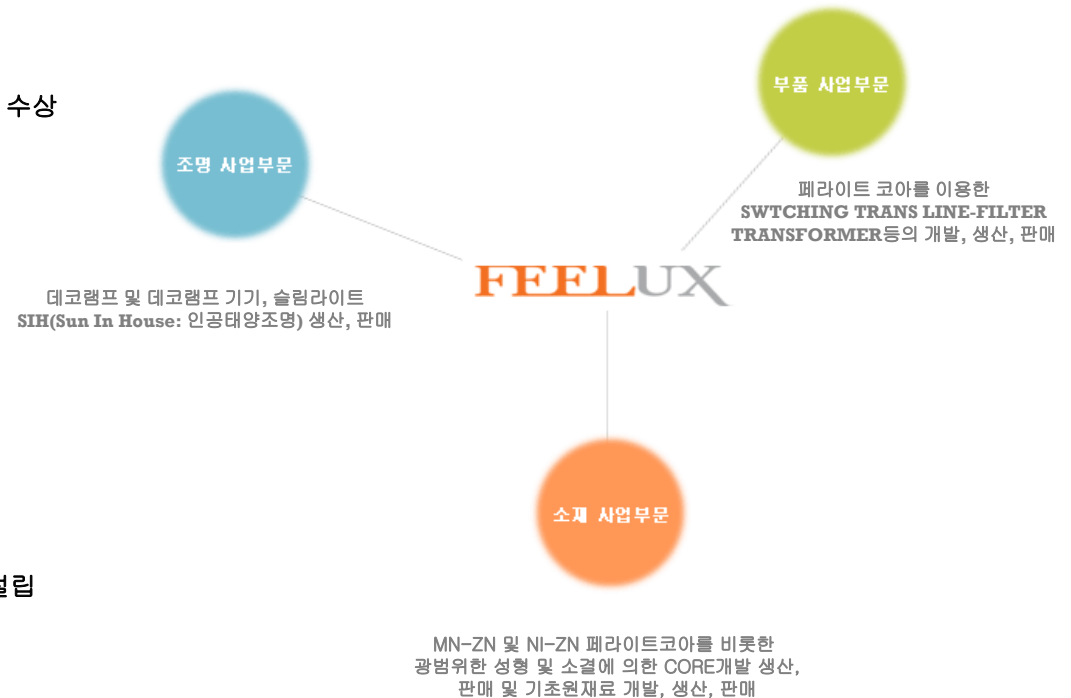 부품 사업부문
수상
조명 사업부문
페라이트 코아를 이용한
SWTCHING TRANS LINE-FILTER
TRANSFORMER등의 개발, 생산, 판매
FEELUX
데코램프 및 데코램프 기기, 슬림라이트
SIH(Sun In House: 인공태양조명) 생산, 판매
소재 사업부문
설립
MN-ZN 및 NI-ZN 페라이트코아를 비롯한
광범위한 성형 및 소결에 의한 CORE개발 생산,
판매 및 기초원재료 개발, 생산, 판매